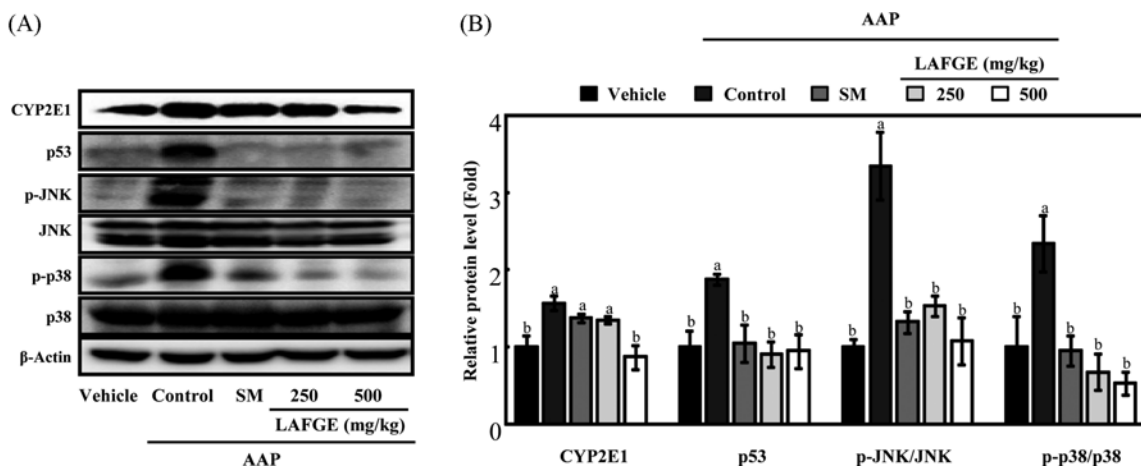 (A)
CYP2E1
p53
p-JNK
JNK
p-p38
p38
β-Actin
Vehicle Control SM 250 500
LAFGE (mg/kg)
AAP
(B)
AAP
LAFGE (mg/kg)
Vehicle Control SM 250 500
Relative protein level (Fold)
4
3
2
1
0
b a a a b
b a b b b
b a b b b
b a b b b
CYP2E1 p53 p-JNK/JNK p-p38/p38